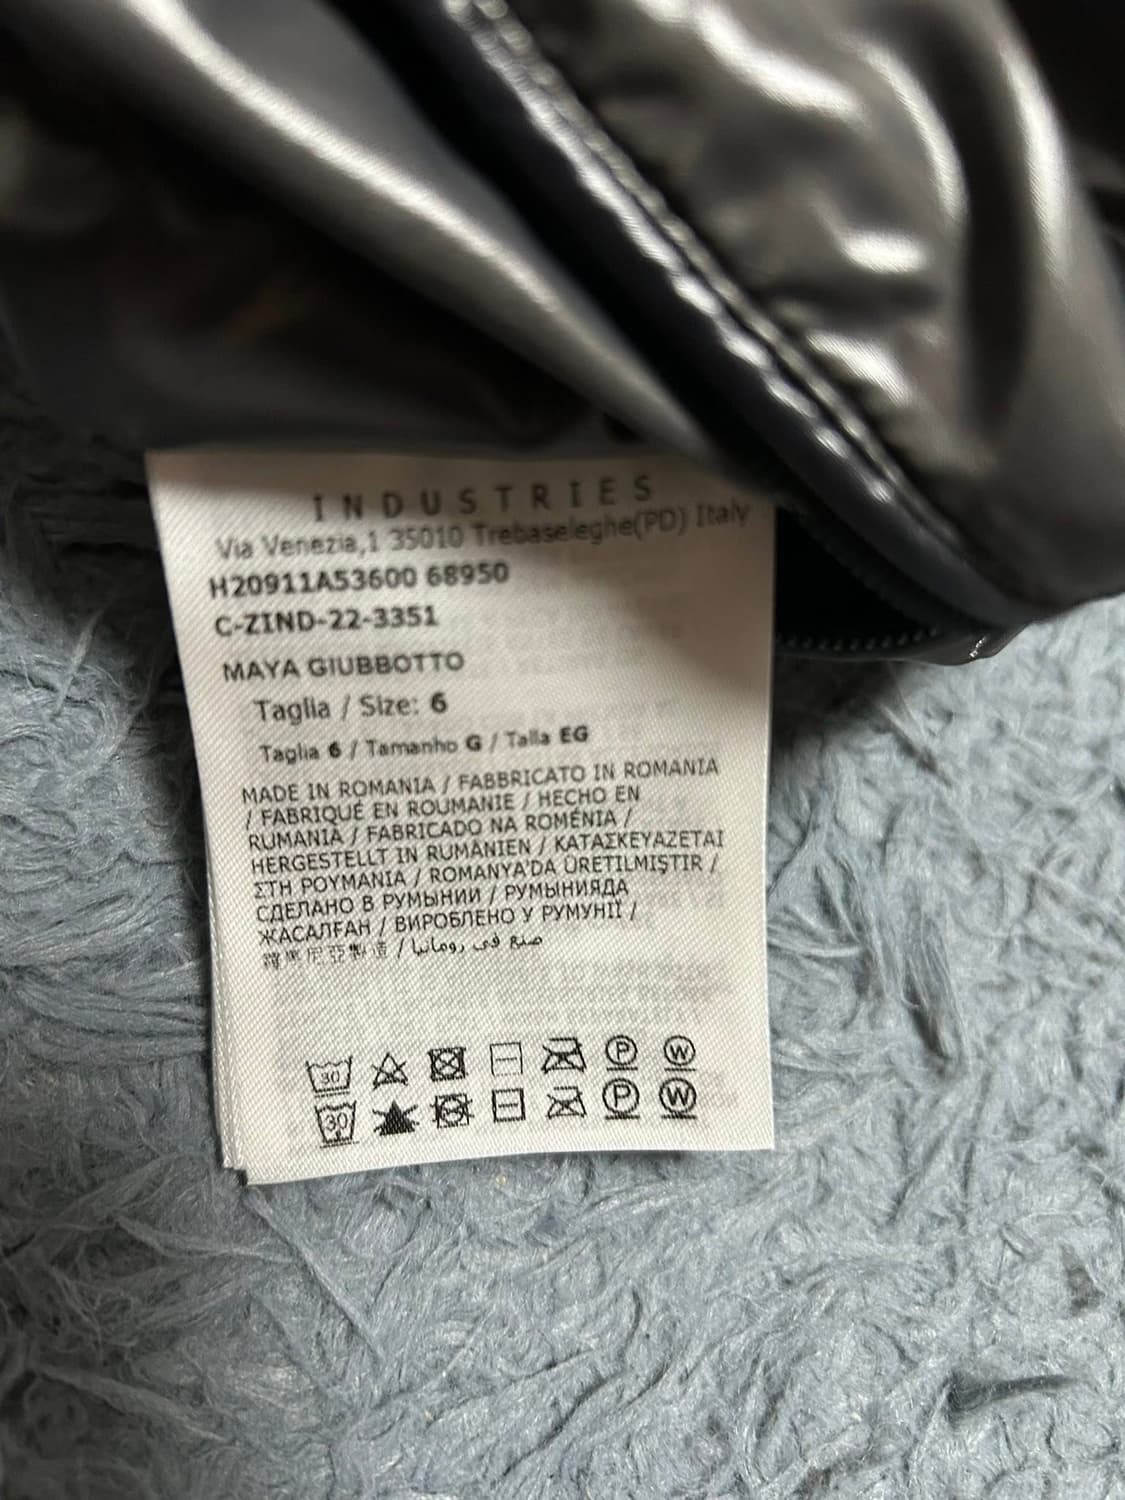 INDUSTRIES
Via Venezia,1 35010 Trebaseleghe(PD) Italy
H20911A53600 68950
C-ZIND-22-3351
MAYA GIUBBOTTO
Taglia / Size: 6
Taglia 6 / Tamanho G / Talla EG
MADE IN ROMANIA / FABBRICATO IN ROMANIA
/ FABRIQUÉ EN ROUMANIE / HECHO EN
RUMANIA / FABRICADO NA ROMÉNIA /
HERGESTELLT IN RUMÄNIEN / ΚΑΤΑΣΚΕΥΑΖΕΤΑΙ
ΣΤΗ ΡΟΥΜΑΝΙΑ / ROMANYA'DA ÜRETILMIŞTIR /
СДЕЛАНО В РУМЫНИИ / РУМЫНИЯДА
ЖАСАЛҒАН / ВИРОБЛЕНО У РУМУНІЇ /
羅馬尼亞製造 / صنع في رومانيا
30 P W
30 P W